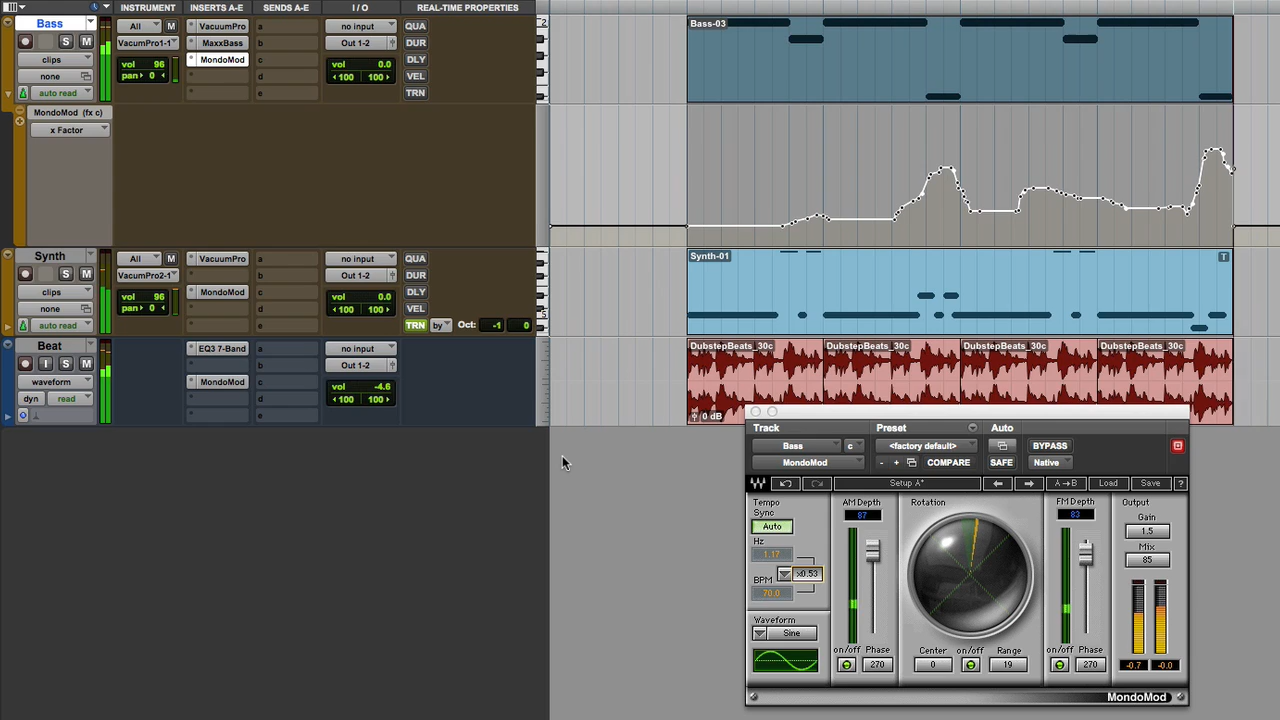 INSTRUMENT INSERTS A-E SENDS A-E I / O REAL-TIME PROPERTIES
Bass All M VacuumPro a no input QUA
S M VacumPro1-1 MaxxBass b Out 1-2 DUR
clips MondoMod c DLY
none vol 96 d vol 0.0 VEL
auto read pan 0 e 100 100 TRN
MondoMod (fx c)
x Factor
Bass-03
2
Synth All M VacuumPro a no input QUA
S M VacumPro2-1 b Out 1-2 DUR
clips MondoMod c DLY
none vol 96 d vol 0.0 VEL
auto read pan 0 e 100 100 TRN by Oct: -1 0
Synth-01 T
Beat EQ3 7-Band a no input
I S M b Out 1-2
waveform MondoMod c vol -4.6
dyn read d 100 100
e
DubstepBeats_30c DubstepBeats_30c DubstepBeats_30c DubstepBeats_30c
0 dB
Track Preset Auto
Bass c <factory default> BYPASS
MondoMod - + COMPARE SAFE Native
Setup A* A→B Load Save ?
Tempo Sync
Auto
Hz
1.17
x0.53
BPM
70.0
Waveform
Sine
AM Depth
87
on/off Phase
270
Rotation
Center on/off Range
0 19
FM Depth
83
on/off Phase
270
Output
Gain
1.5
Mix
85
-0.7 -0.0
MondoMod